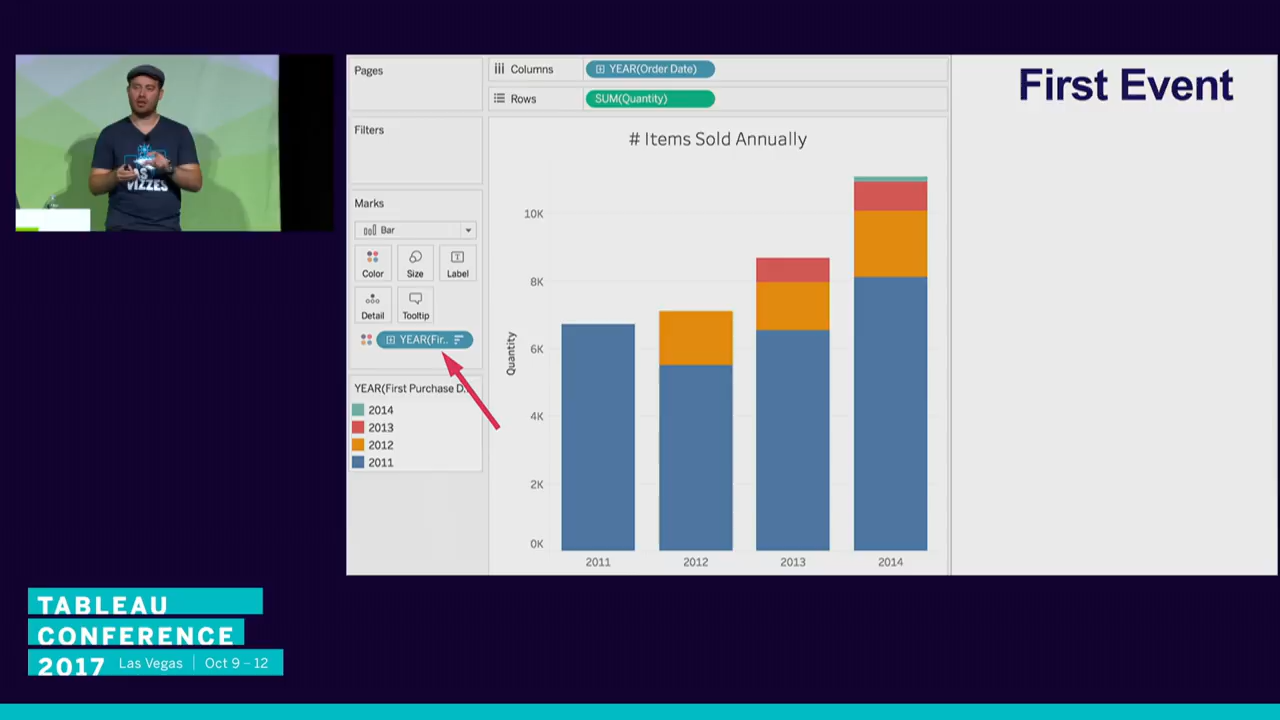 AS
VIZZES
Pages
Filters
Marks
Bar
Color
Size
Label
Detail
Tooltip
YEAR(Fir..
YEAR(First Purchase D..
2014
2013
2012
2011
Columns
YEAR(Order Date)
Rows
SUM(Quantity)
# Items Sold Annually
Quantity
10K
8K
6K
4K
2K
0K
2011
2012
2013
2014
First Event
TABLEAU
CONFERENCE
2017 Las Vegas | Oct 9 – 12